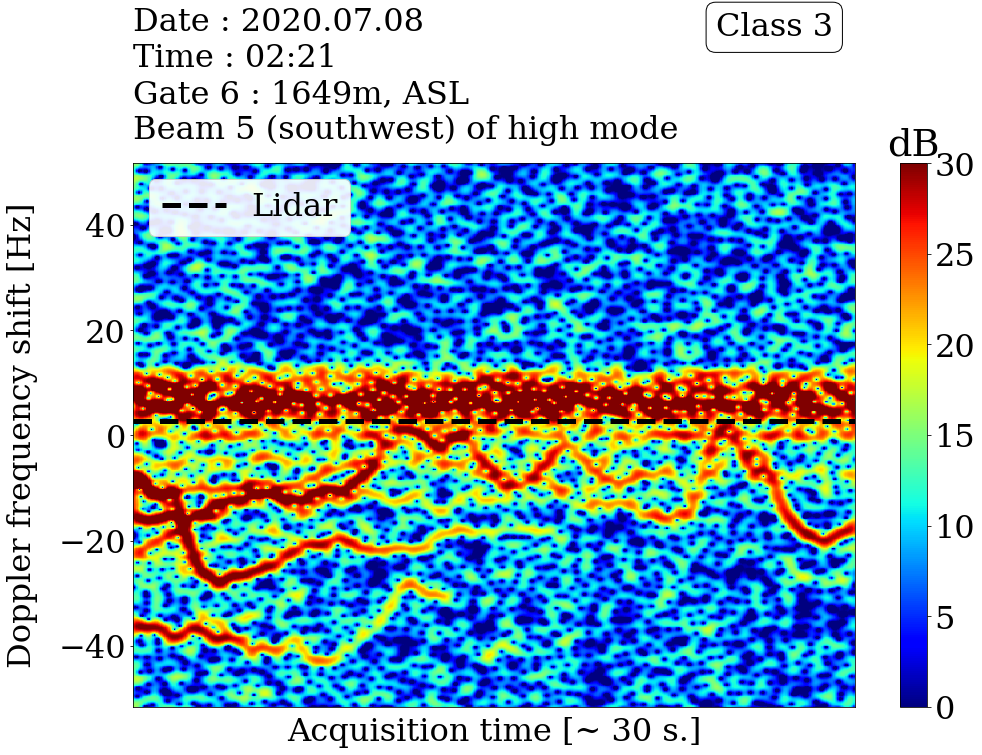 Date : 2020.07.08
Class 3
Time : 02:21
Gate 6 : 1649m, ASL
Beam 5 (southwest) of high mode
dB
Lidar
Doppler frequency shift [Hz]
40
20
0
−20
−40
30
25
20
15
10
5
0
Acquisition time [~ 30 s.]